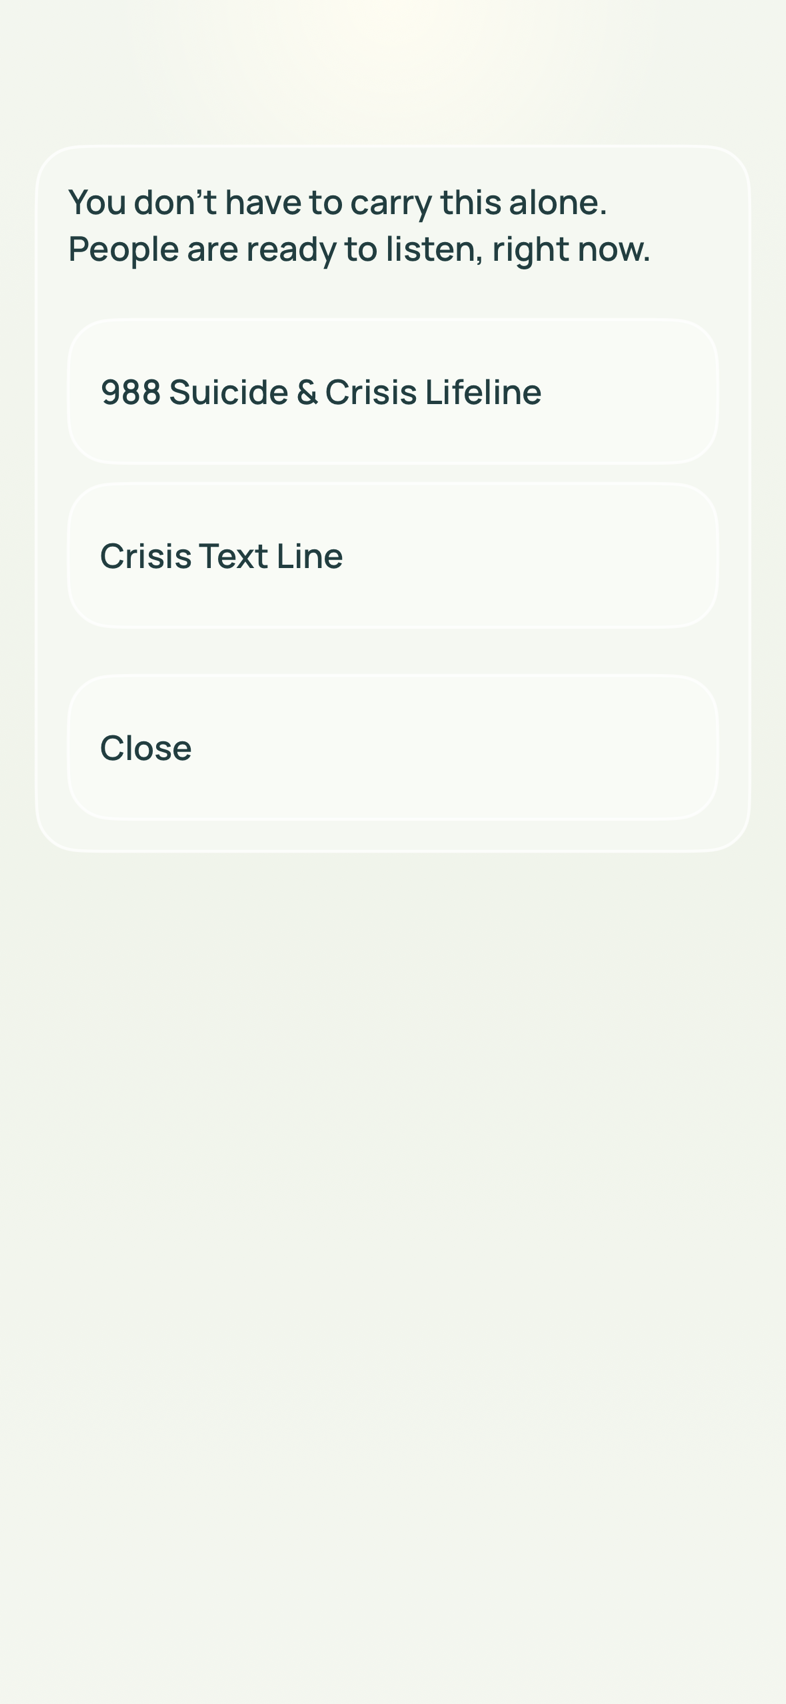 You don’t have to carry this alone.
People are ready to listen, right now.
988 Suicide & Crisis Lifeline
Crisis Text Line
Close